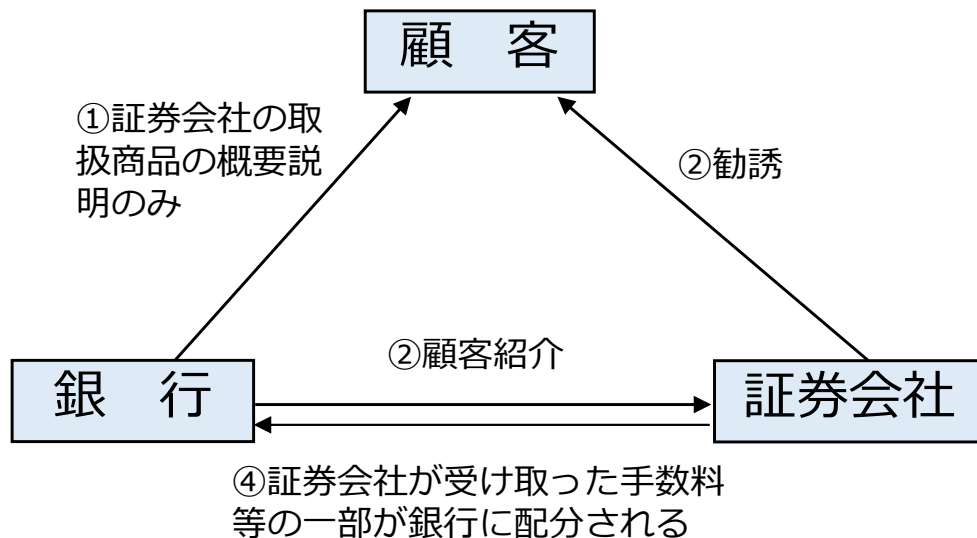 顧　客
①証券会社の取
扱商品の概要説
明のみ
②勧誘
②顧客紹介
銀　行
証券会社
④証券会社が受け取った手数料
等の一部が銀行に配分される